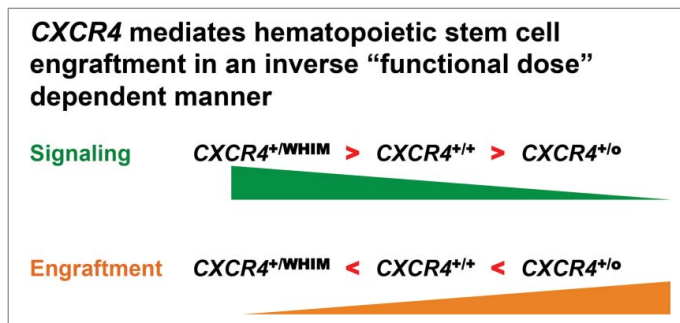 CXCR4 mediates hematopoietic stem cell
engraftment in an inverse “functional dose”
dependent manner
Signaling CXCR4+/WHIM > CXCR4+/+ > CXCR4+/o
Engraftment CXCR4+/WHIM < CXCR4+/+ < CXCR4+/o